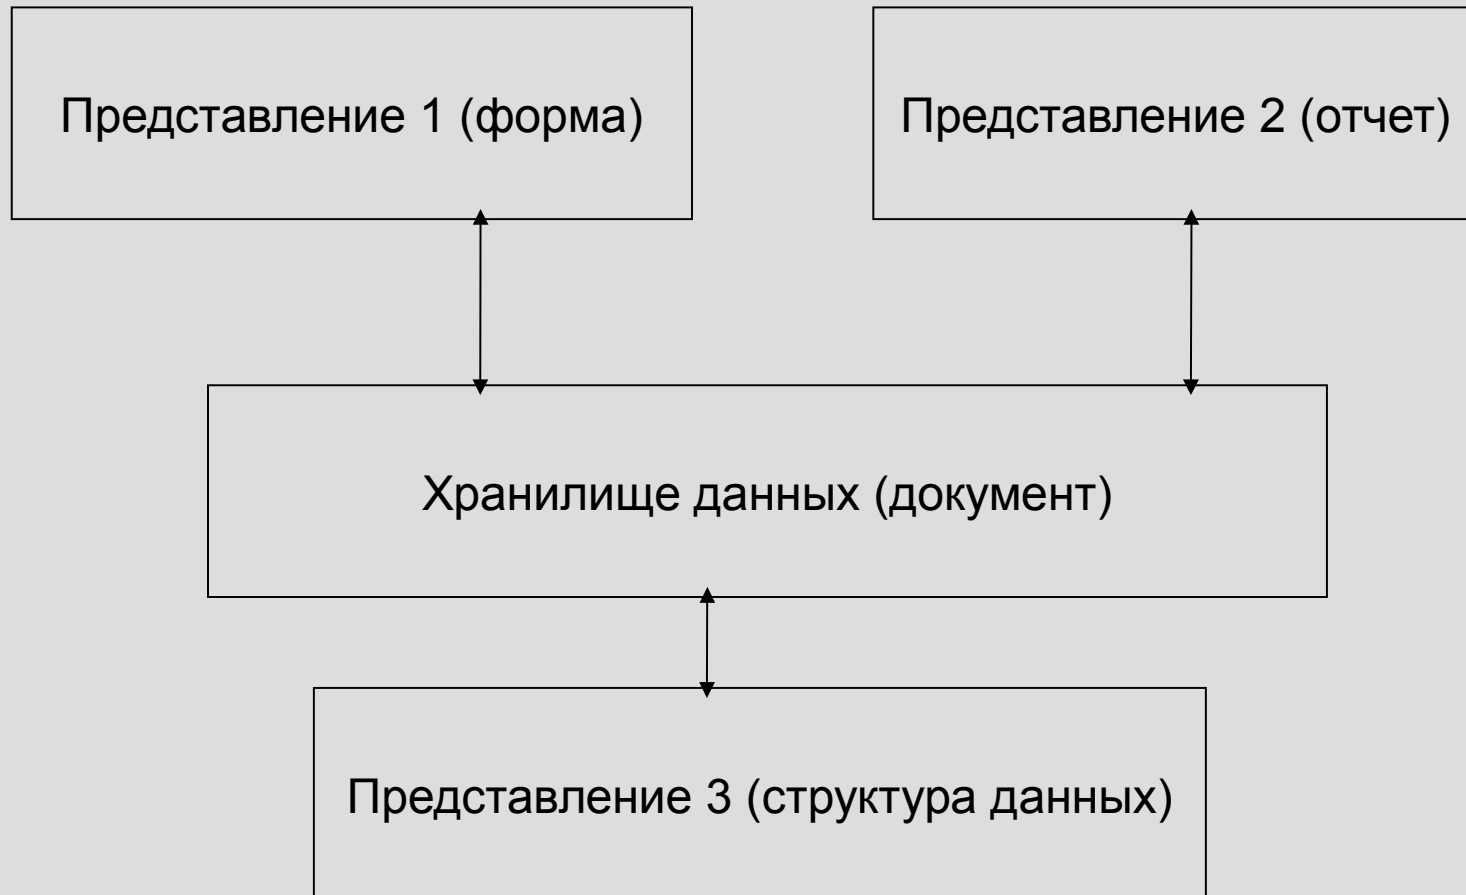 Представление 1 (форма)
Представление 2 (отчет)
Хранилище данных (документ)
Представление 3 (структура данных)